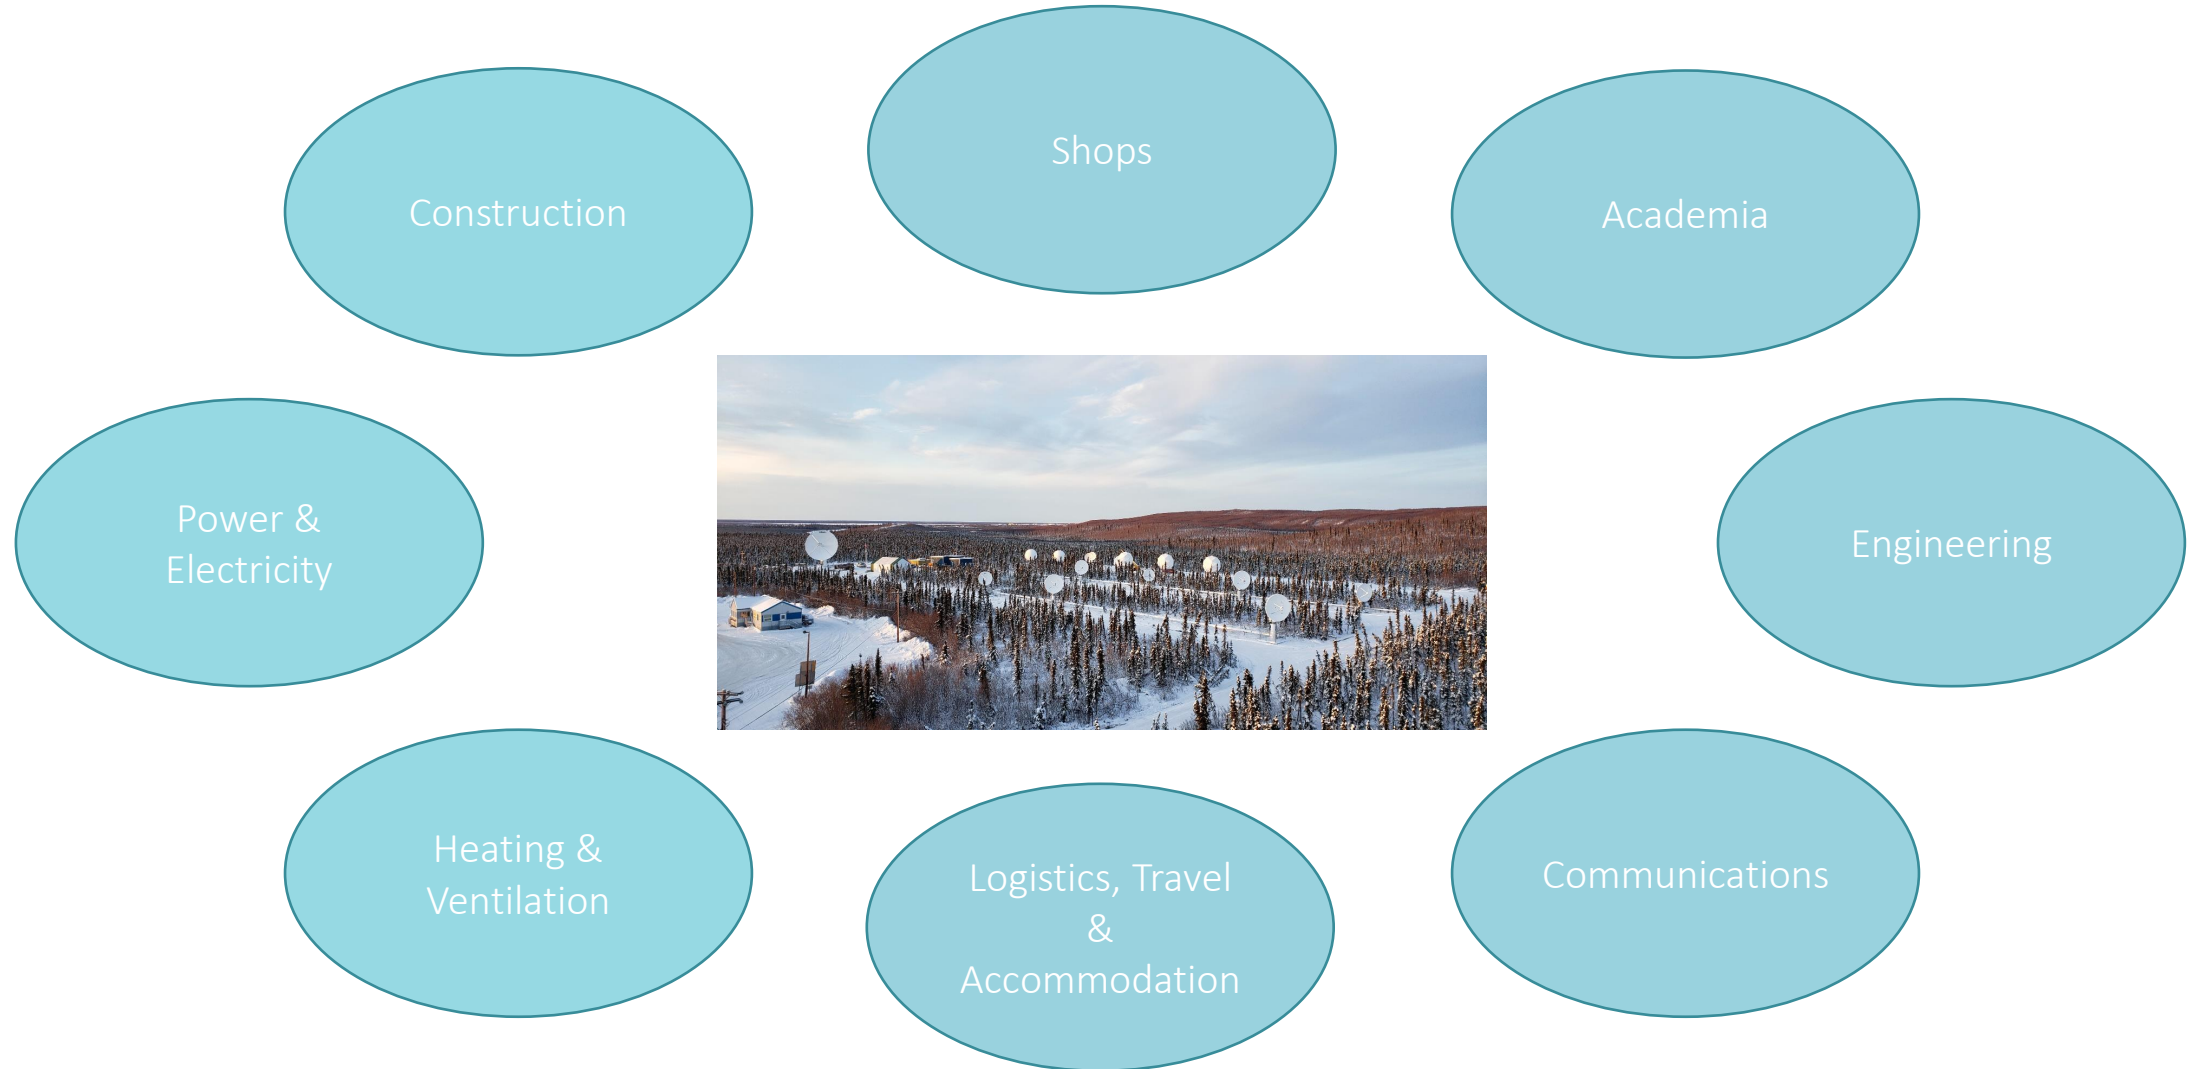 Shops
Construction
Academia
Power &
Electricity
Engineering
Heating &
Ventilation
Logistics, Travel
&
Accommodation
Communications